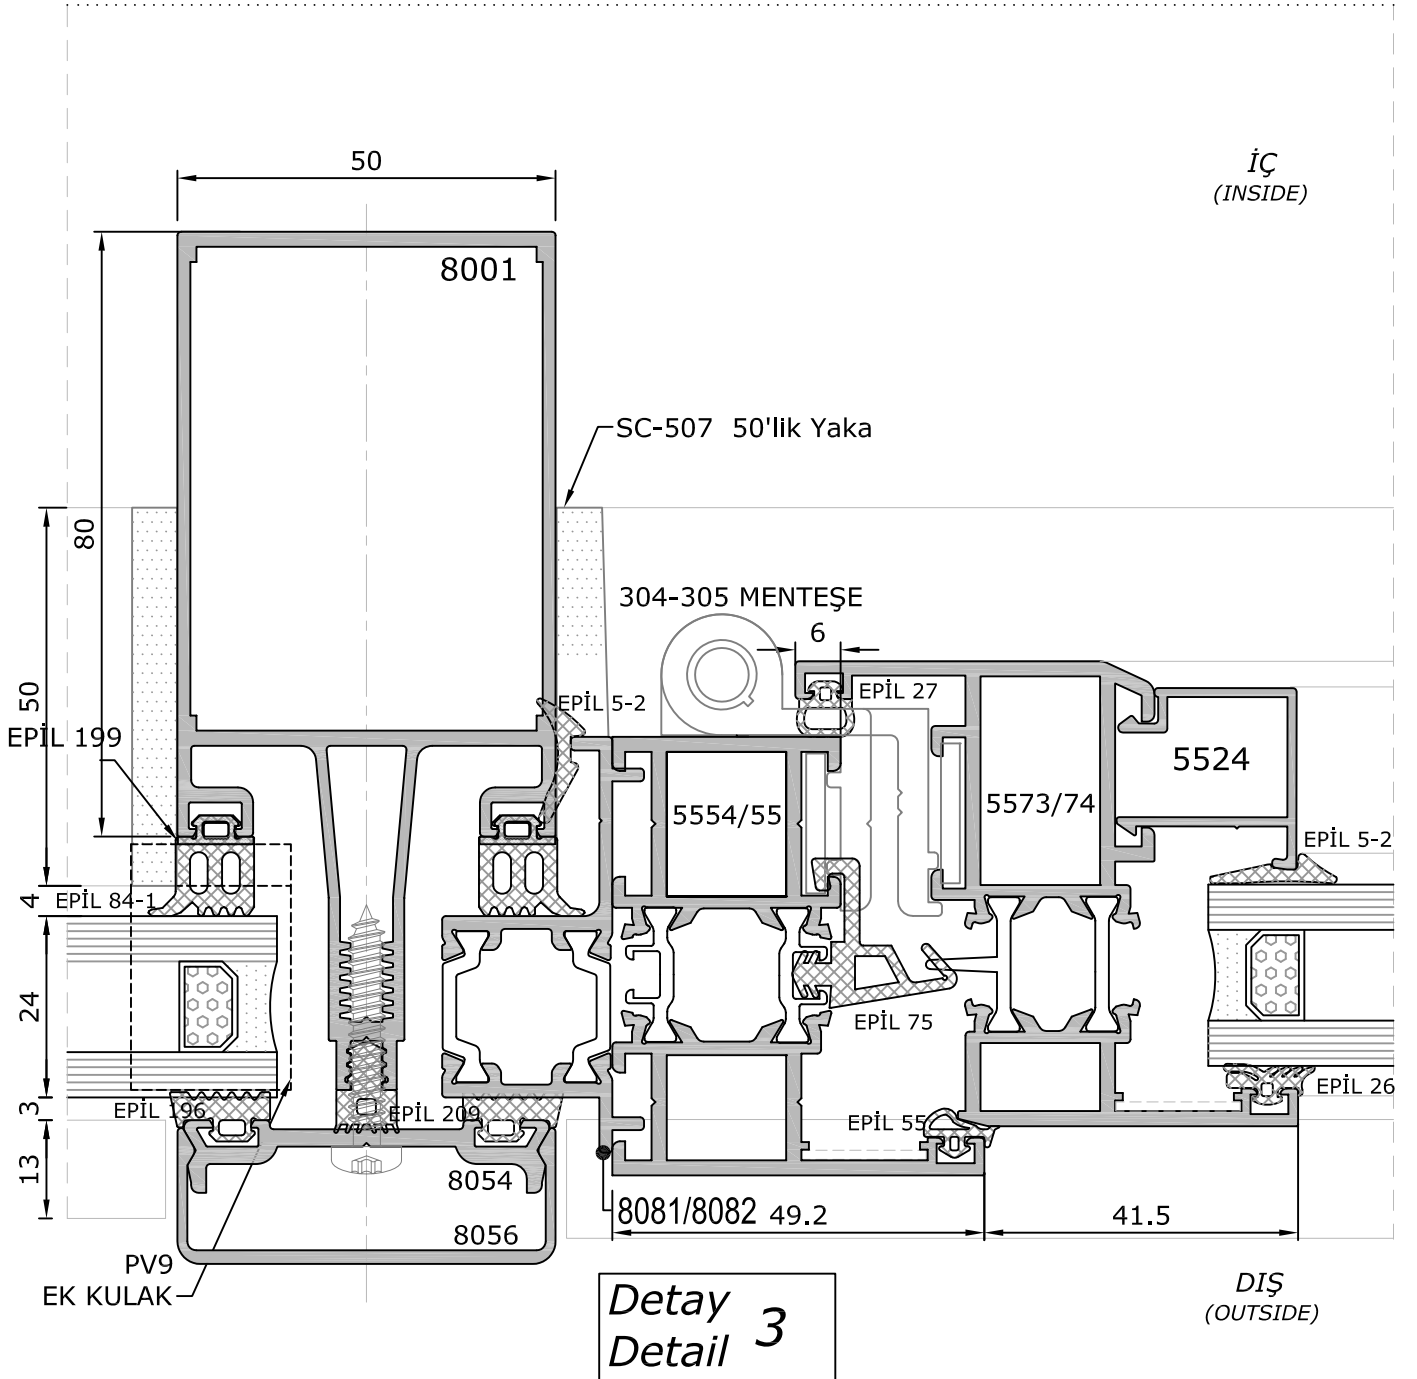 50
İÇ
(INSIDE)
8001
SC-507 50'lik Yaka
80
304-305 MENTEŞE
6
50
EPİL 5-2
EPİL 27
EPİL 199
5524
5554/55
5573/74
EPİL 5-2
4
EPİL 84-1
24
EPİL 75
EPİL 26
3
EPİL 196
EPİL 209
EPİL 55
13
8054
8081/8082
49.2
41.5
8056
PV9
EK KULAK
DIŞ
(OUTSIDE)
Detay
Detail
3